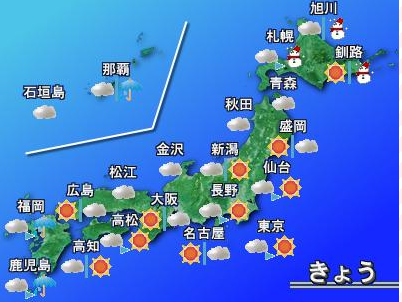 旭川
札幌
釧路
那覇
青森
石垣島
秋田
盛岡
金沢
新潟
仙台
松江
広島
大阪
長野
福岡
高松
東京
高知
名古屋
鹿児島
きょう